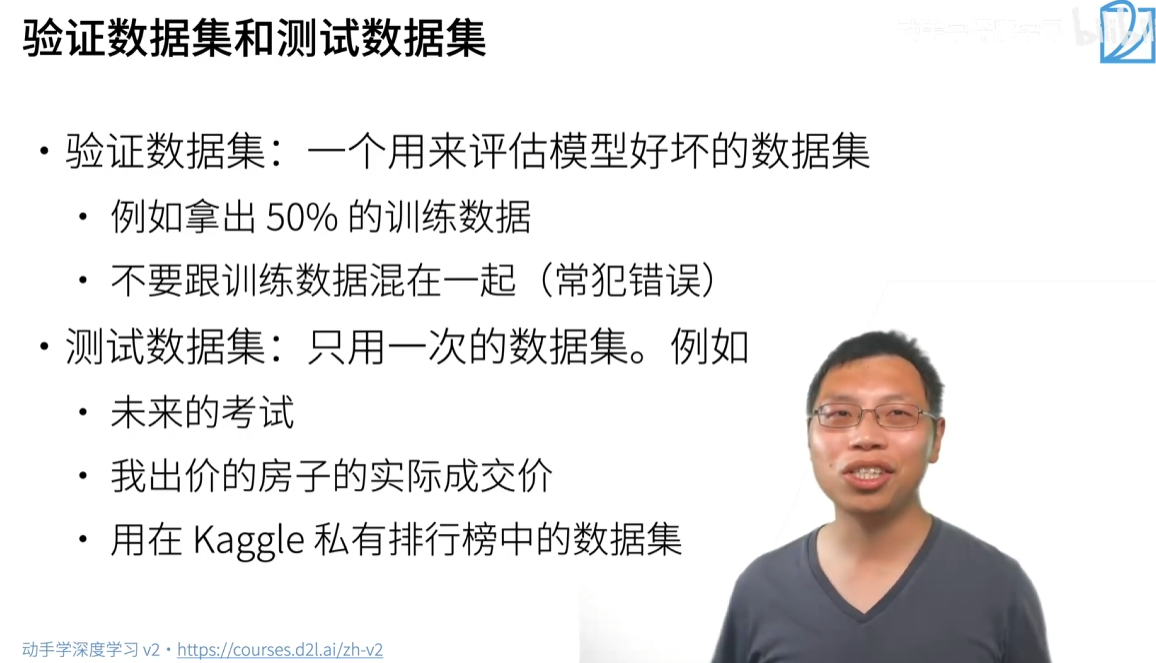 验证数据集和测试数据集
• 验证数据集：一个用来评估模型好坏的数据集
• 例如拿出 50% 的训练数据
• 不要跟训练数据混在一起（常犯错误）
• 测试数据集：只用一次的数据集。例如
• 未来的考试
• 我出价的房子的实际成交价
• 用在 Kaggle 私有排行榜中的数据集
动手学深度学习 v2 • https://courses.d2l.ai/zh-v2